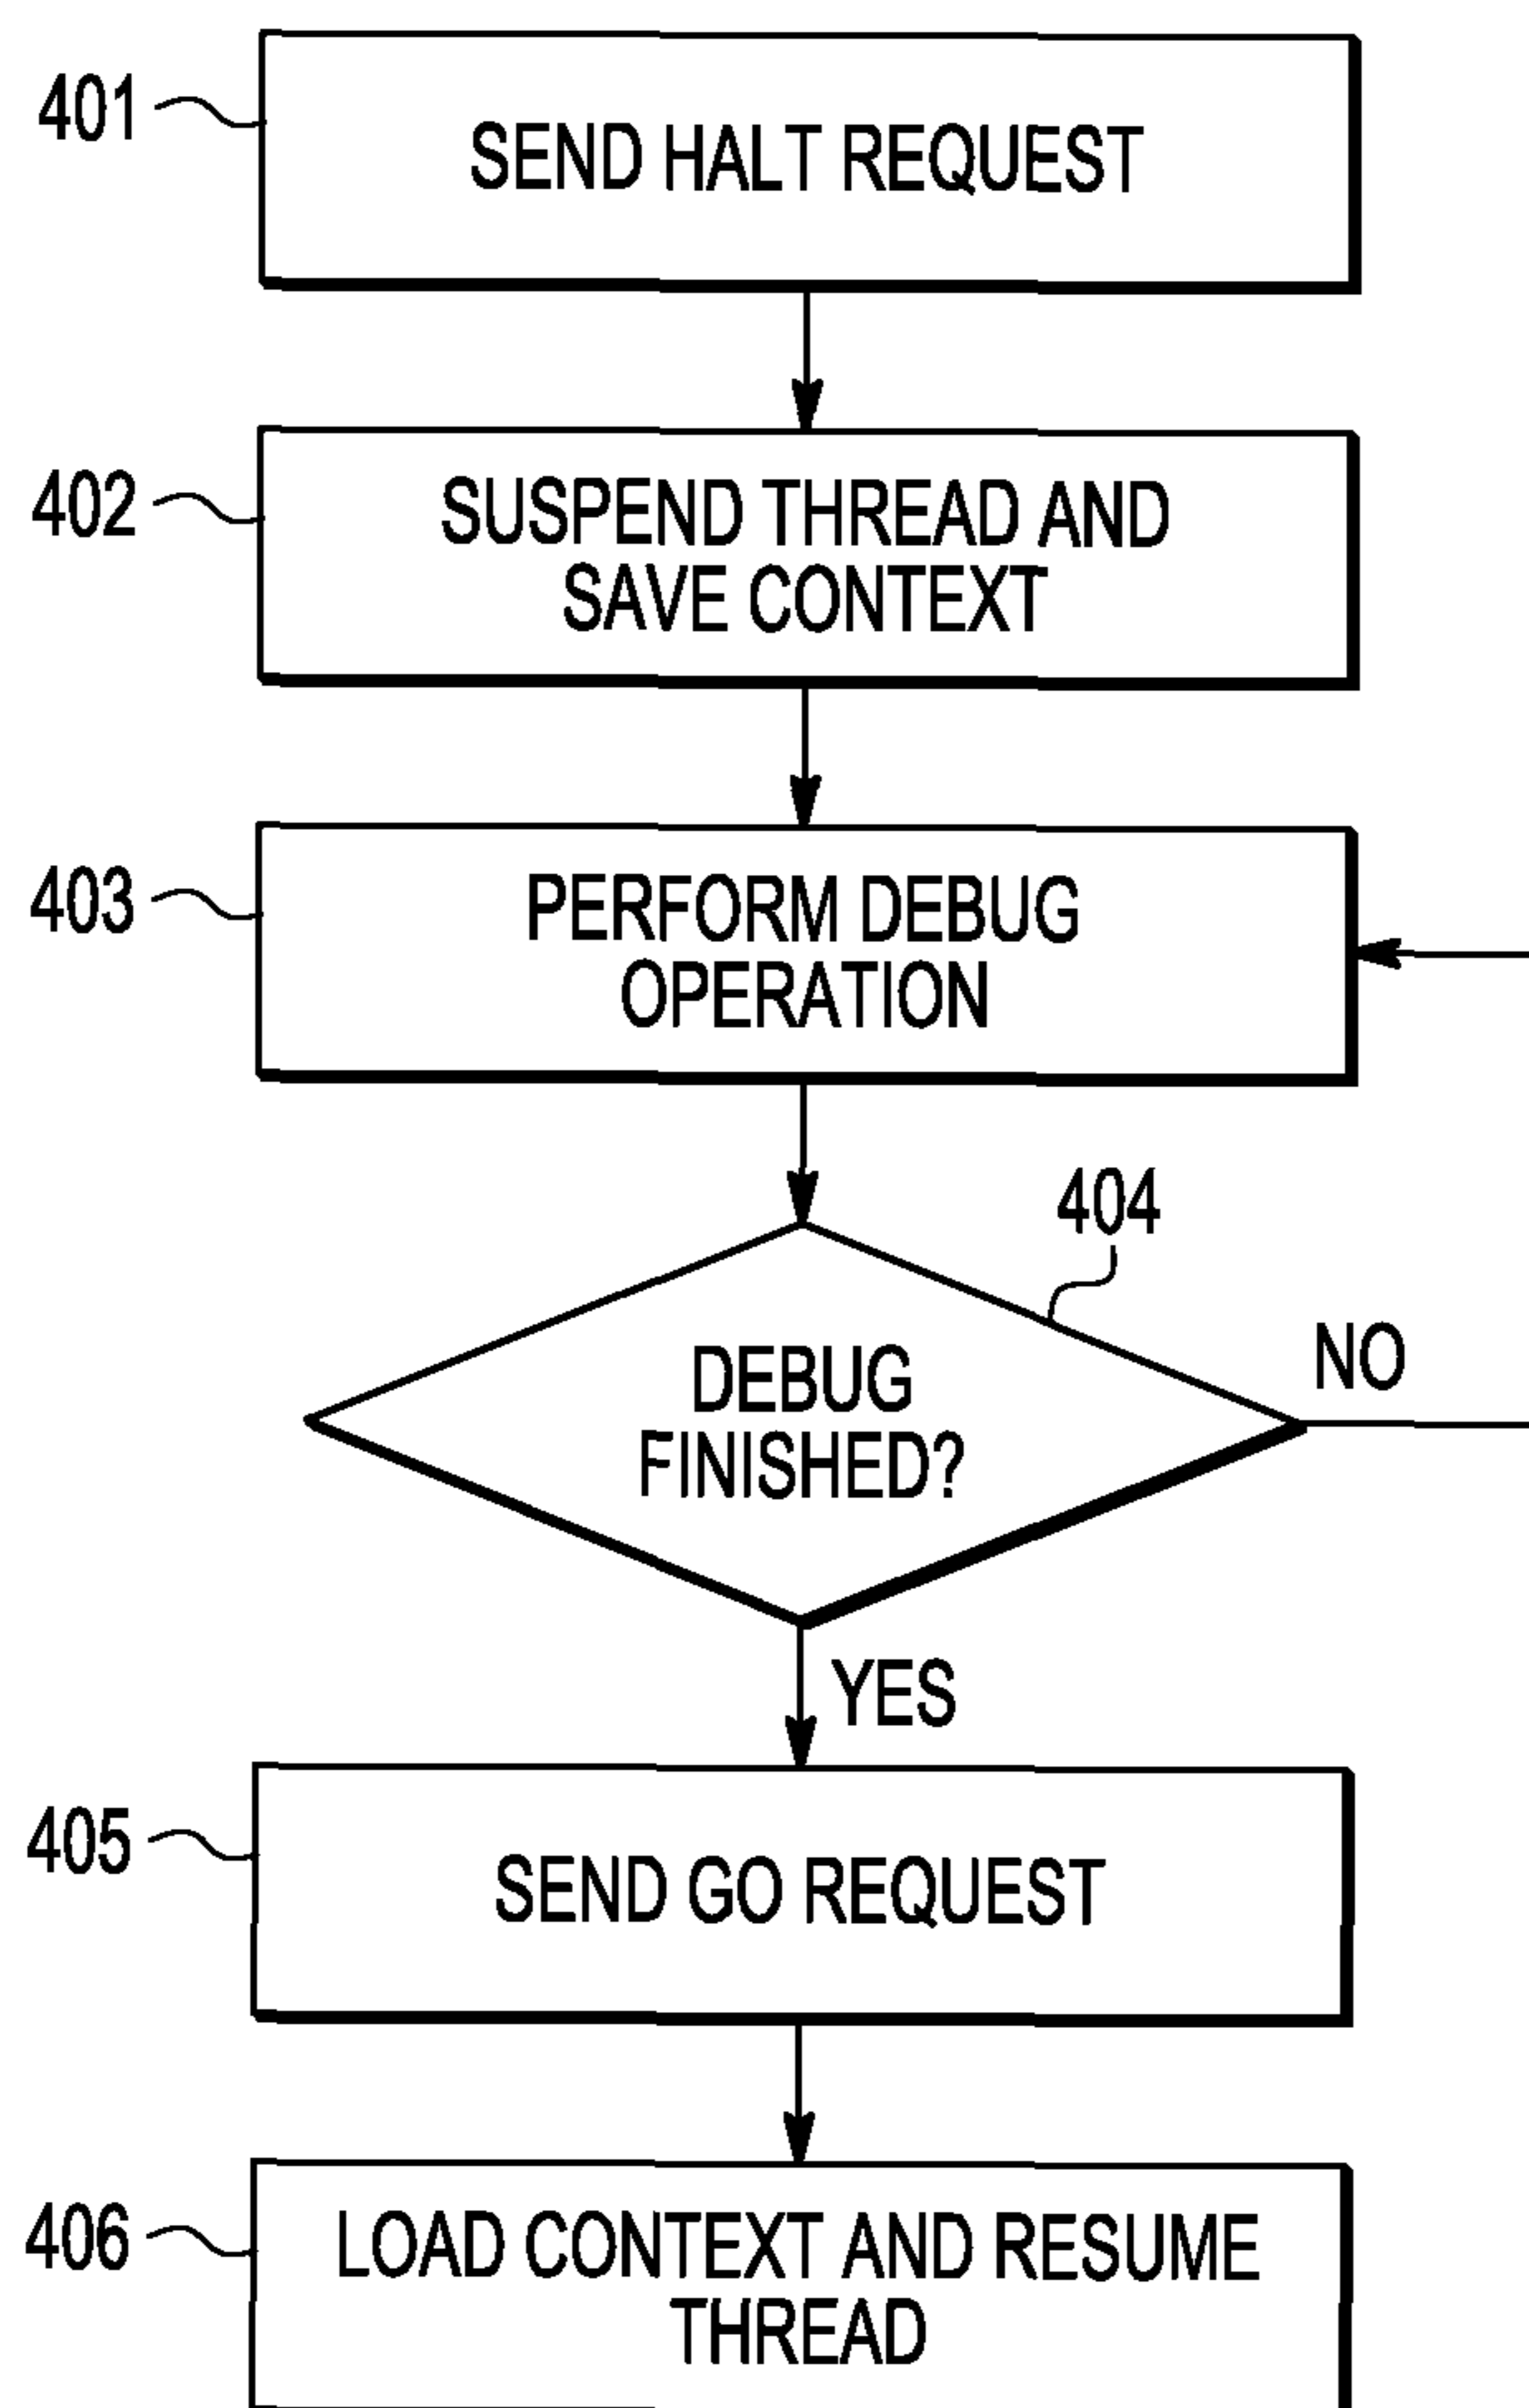 401
SEND HALT REQUEST
402
SUSPEND THREAD AND
SAVE CONTEXT
403
PERFORM DEBUG
OPERATION
404
DEBUG
FINISHED?
NO
YES
405
SEND GO REQUEST
406
LOAD CONTEXT AND RESUME
THREAD